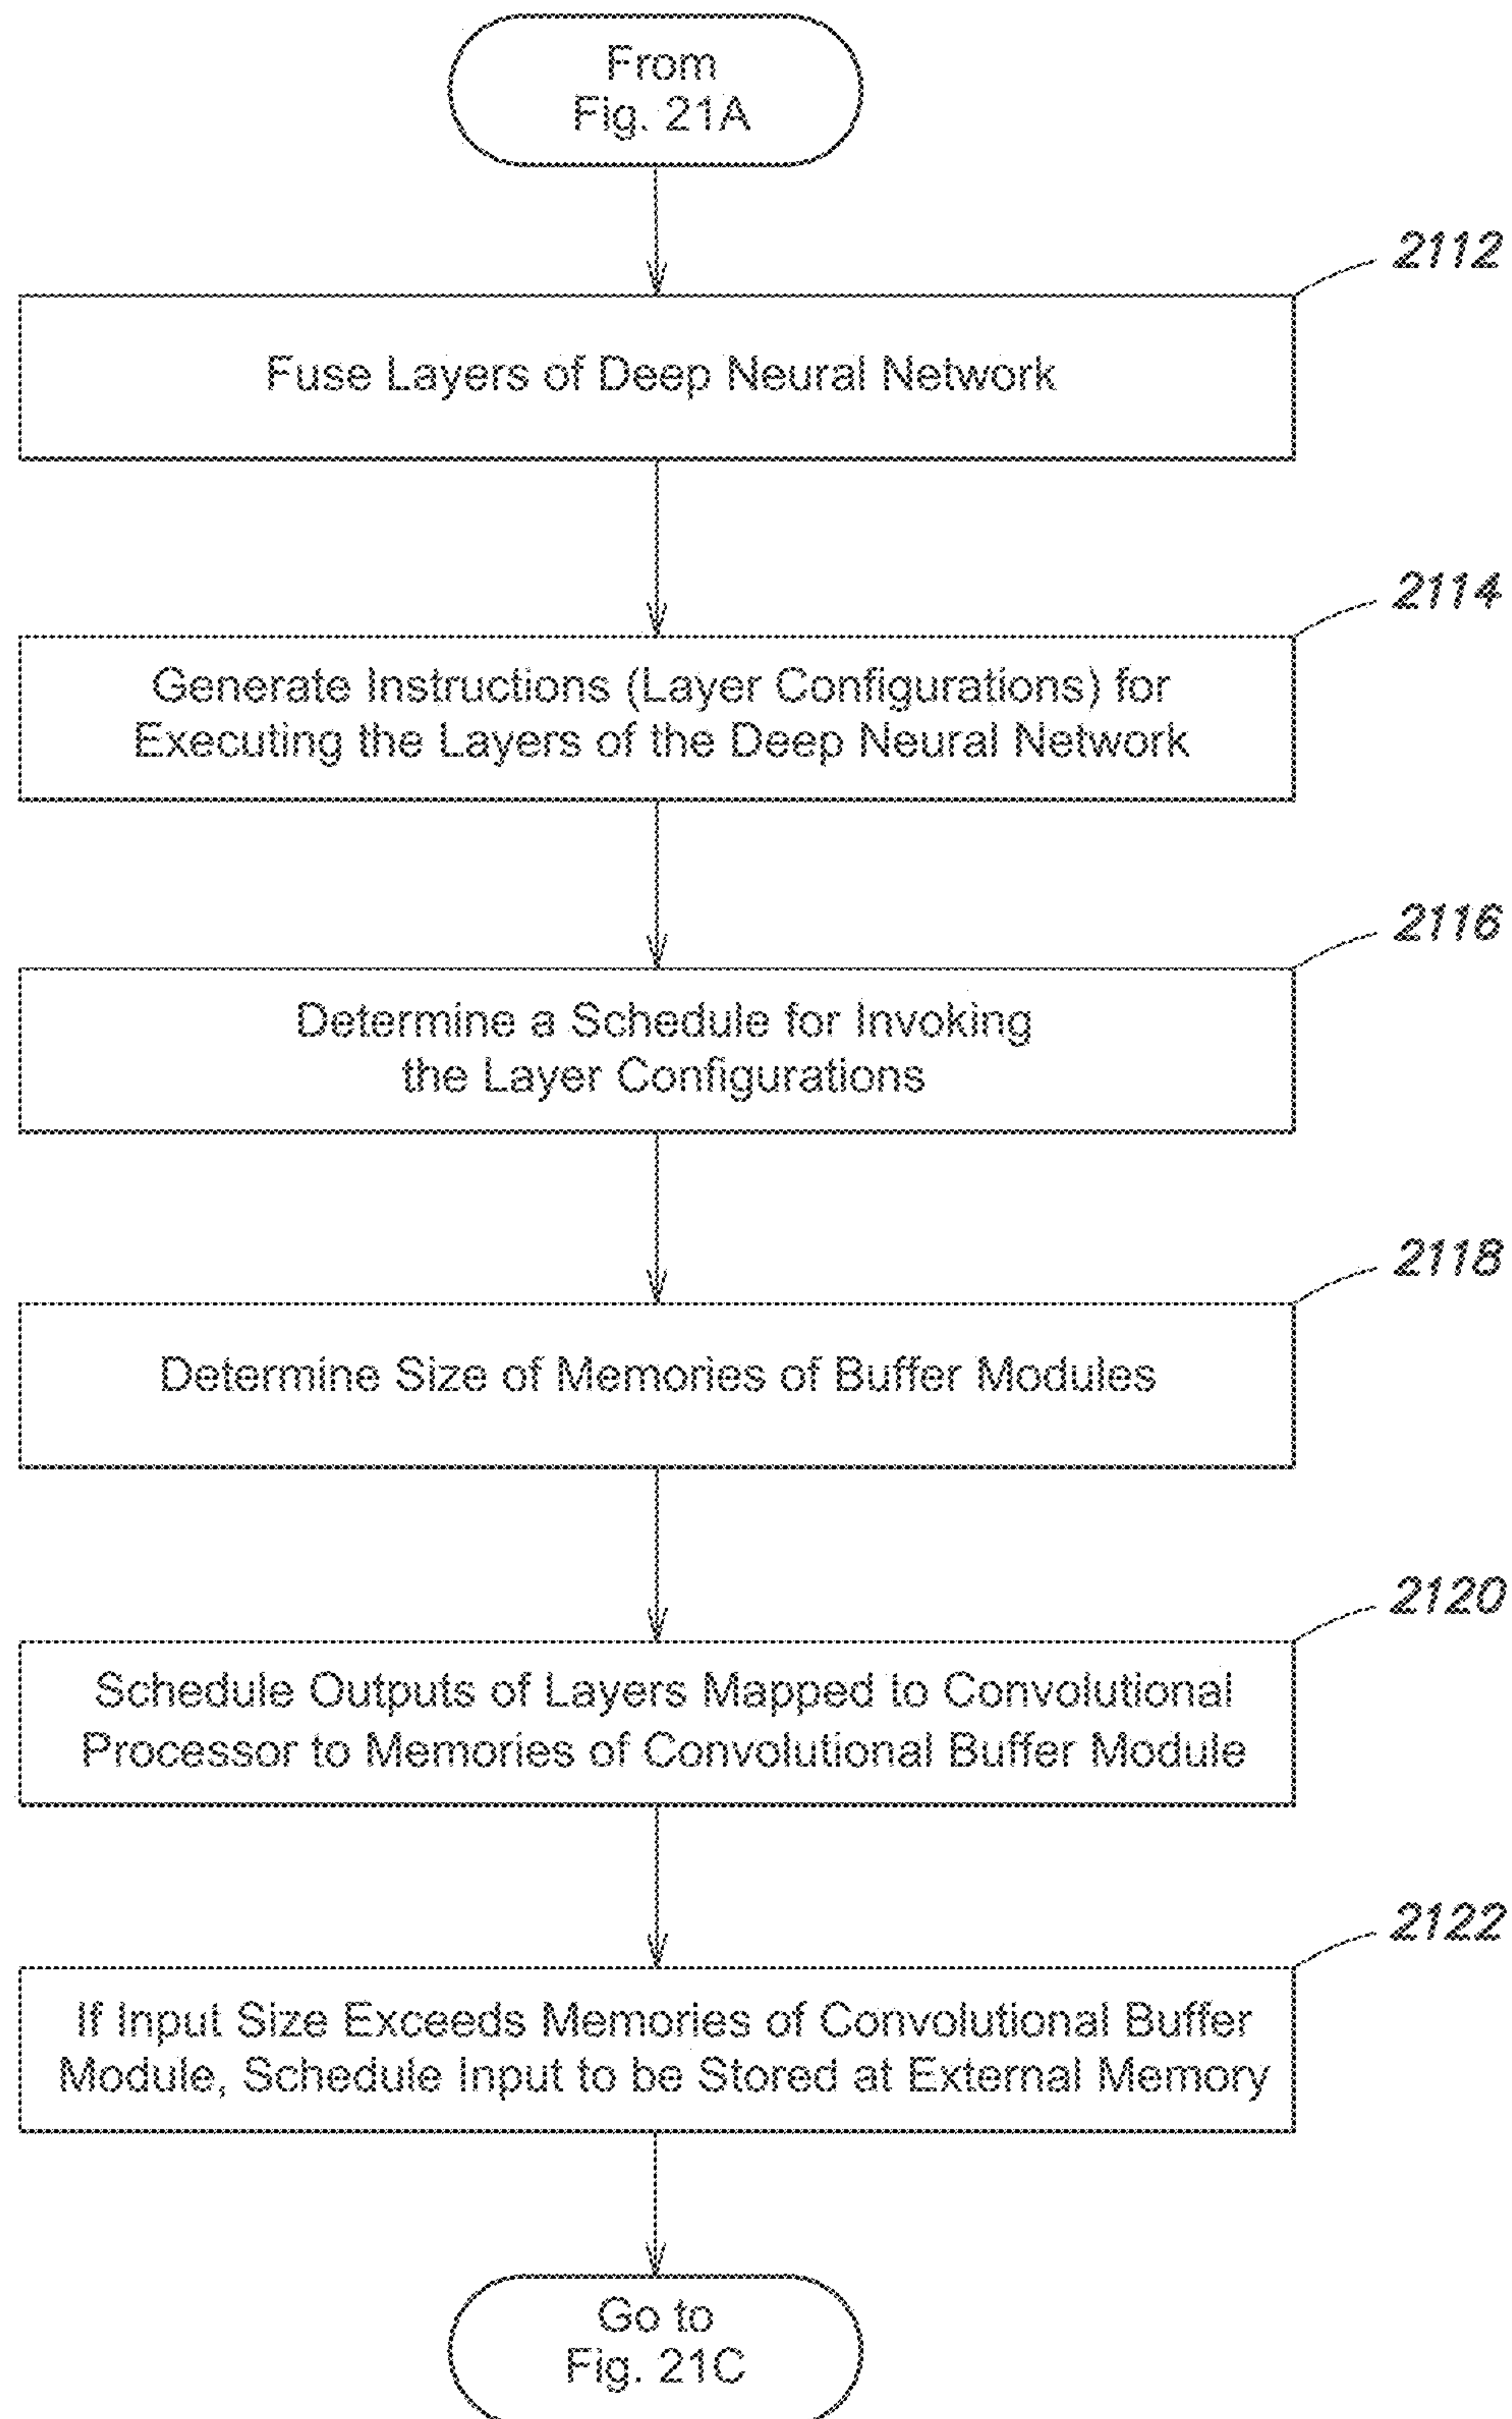 From
Fig. 21A
2112
Fuse Layers of Deep Neural Network
2114
Generate Instructions (Layer Configurations) for
Executing the Layers of the Deep Neural Network
2116
Determine a Schedule for Invoking
the Layer Configurations
2118
Determine Size of Memories of Buffer Modules
2120
Schedule Outputs of Layers Mapped to Convolutional
Processor to Memories of Convolutional Buffer Module
2122
If Input Size Exceeds Memories of Convolutional Buffer
Module, Schedule Input to be Stored at External Memory
Go to
Fig. 21C